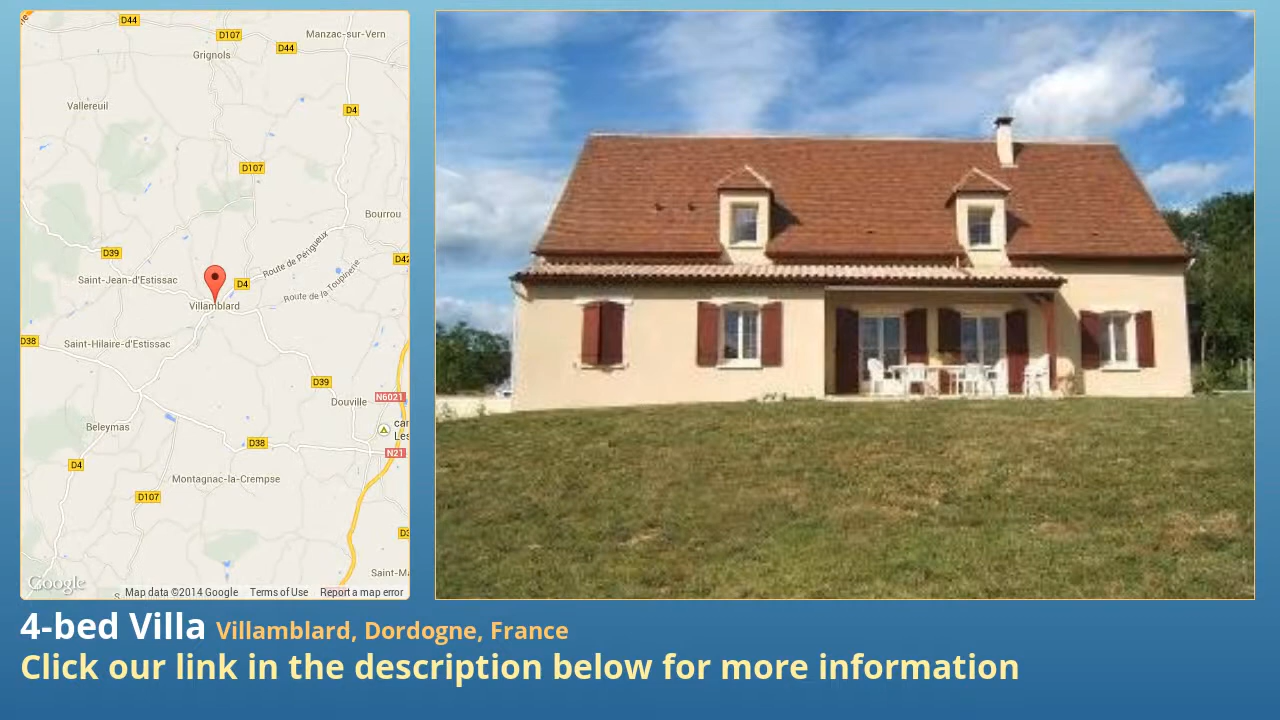 D44
D107
Manzac-sur-Vern
D44
Grignols
Vallereuil
D4
D107
Bourrou
D39
D42
Route de Périgueux
Saint-Jean-d'Estissac
D4
Route de la Toupinerie
Villamblard
D38
Saint-Hilaire-d'Estissac
D39
N6021
Douville
Beleymas
D38
N21
D4
Montagnac-la-Crempse
D107
Saint-Ma
Google
Map data ©2014 Google Terms of Use Report a map error
4-bed Villa Villamblard, Dordogne, France
Click our link in the description below for more information